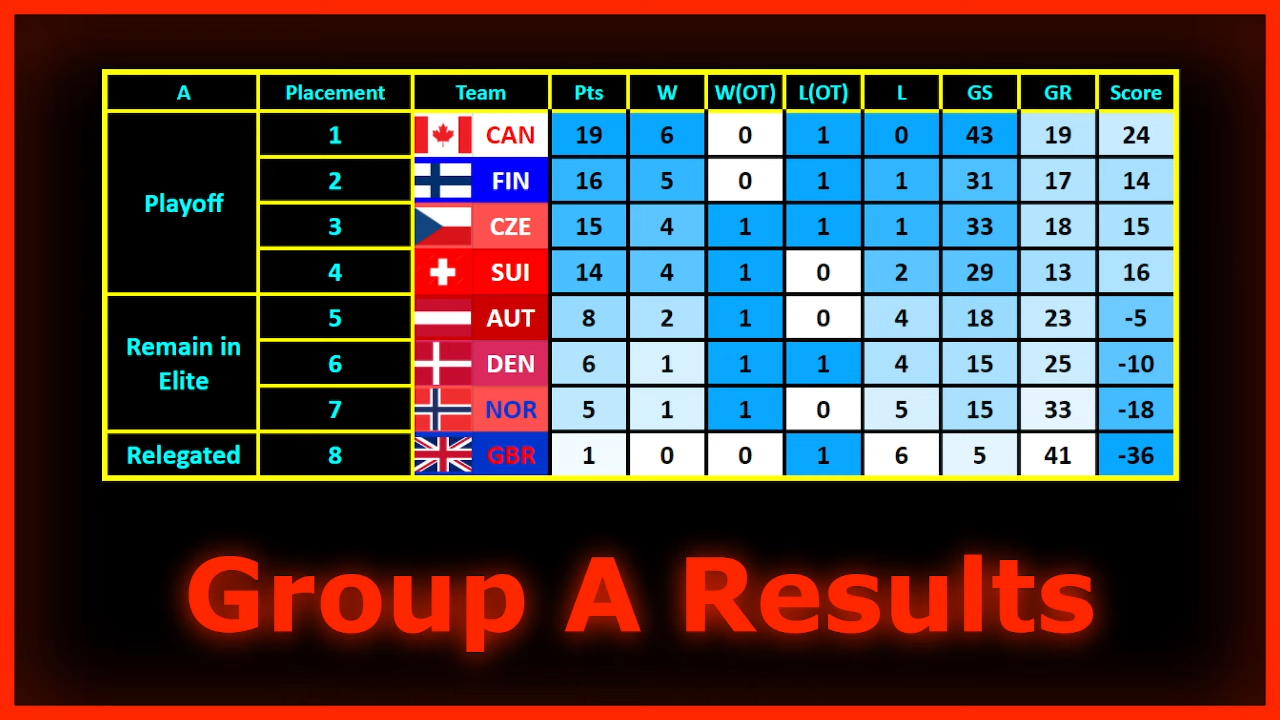 A Placement Team Pts W W(OT) L(OT) L GS GR Score
Playoff
1 CAN 19 6 0 1 0 43 19 24
2 FIN 16 5 0 1 1 31 17 14
3 CZE 15 4 1 1 1 33 18 15
4 SUI 14 4 1 0 2 29 13 16
Remain in
Elite
5 AUT 8 2 1 0 4 18 23 -5
6 DEN 6 1 1 1 4 15 25 -10
7 NOR 5 1 1 0 5 15 33 -18
Relegated 8 GBR 1 0 0 1 6 5 41 -36
Group A Results